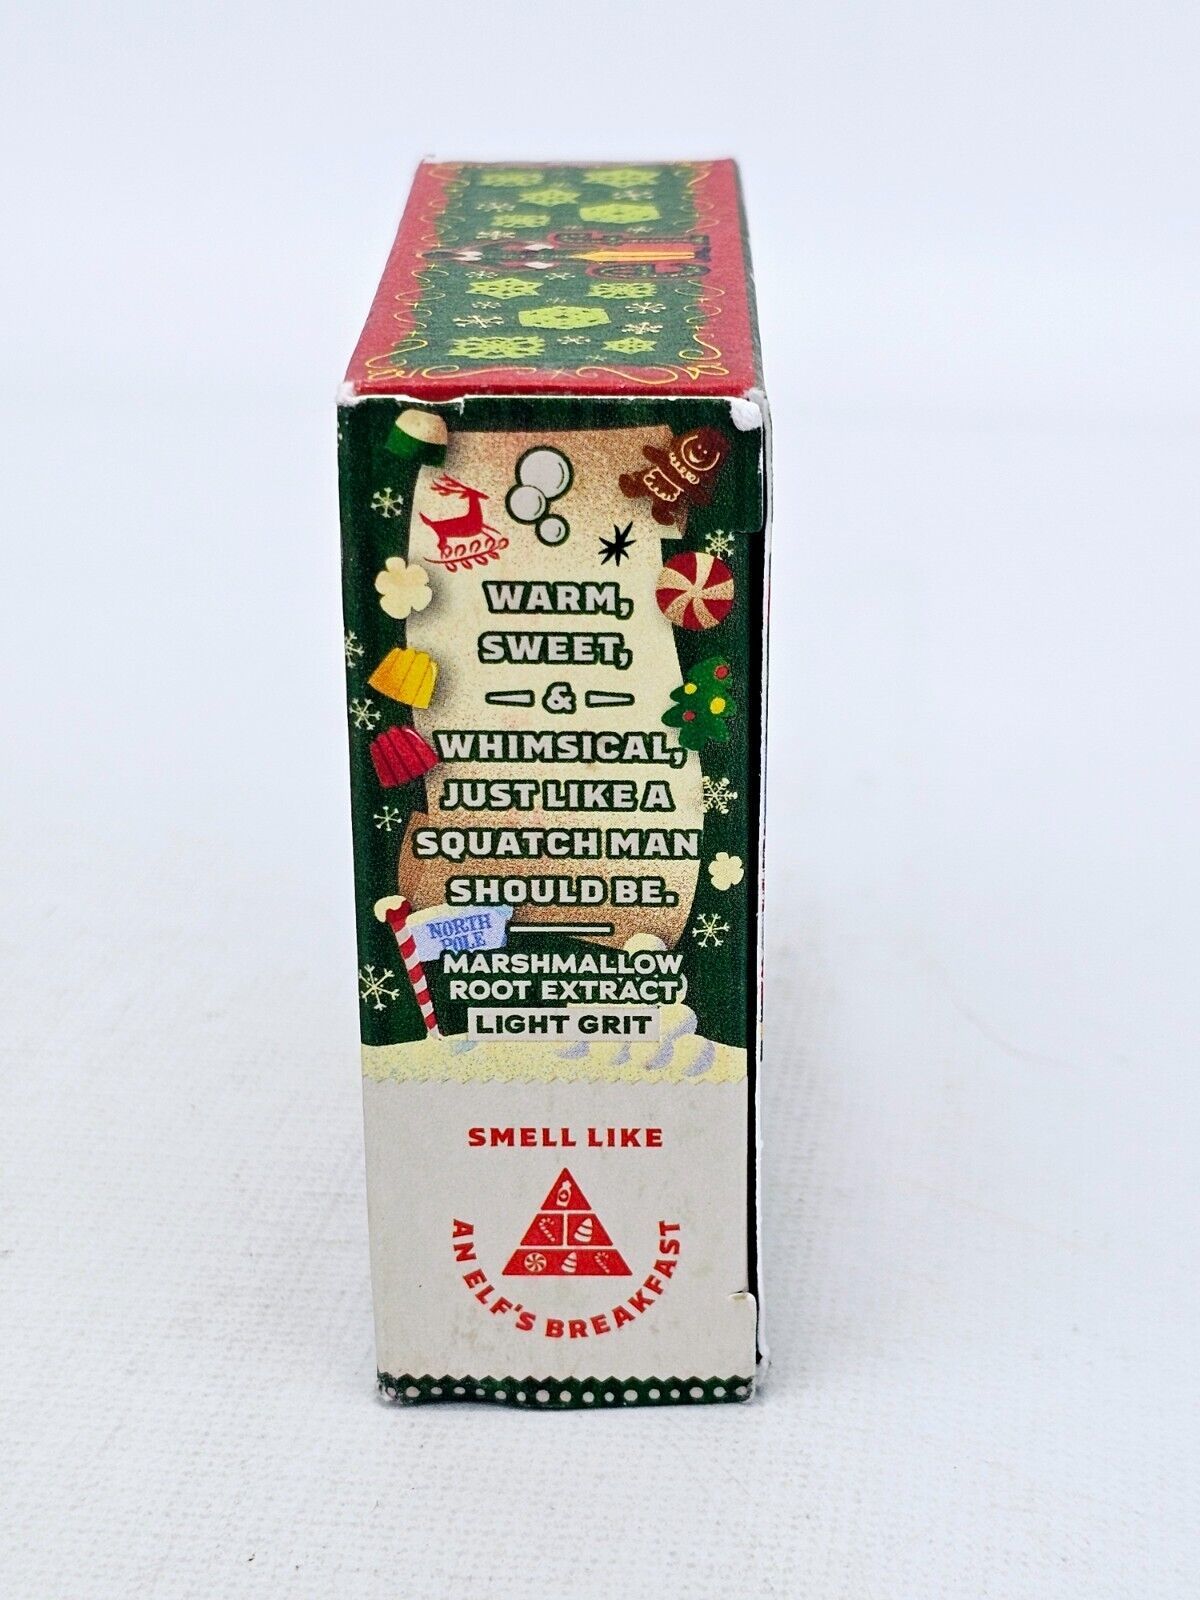 WARM,
SWEET,
&
WHIMSICAL,
JUST LIKE A
SQUATCH MAN
SHOULD BE.
NORTH
POLE
MARSHMALLOW
ROOT EXTRACT
LIGHT GRIT
SMELL LIKE
AN ELF'S BREAKFAST